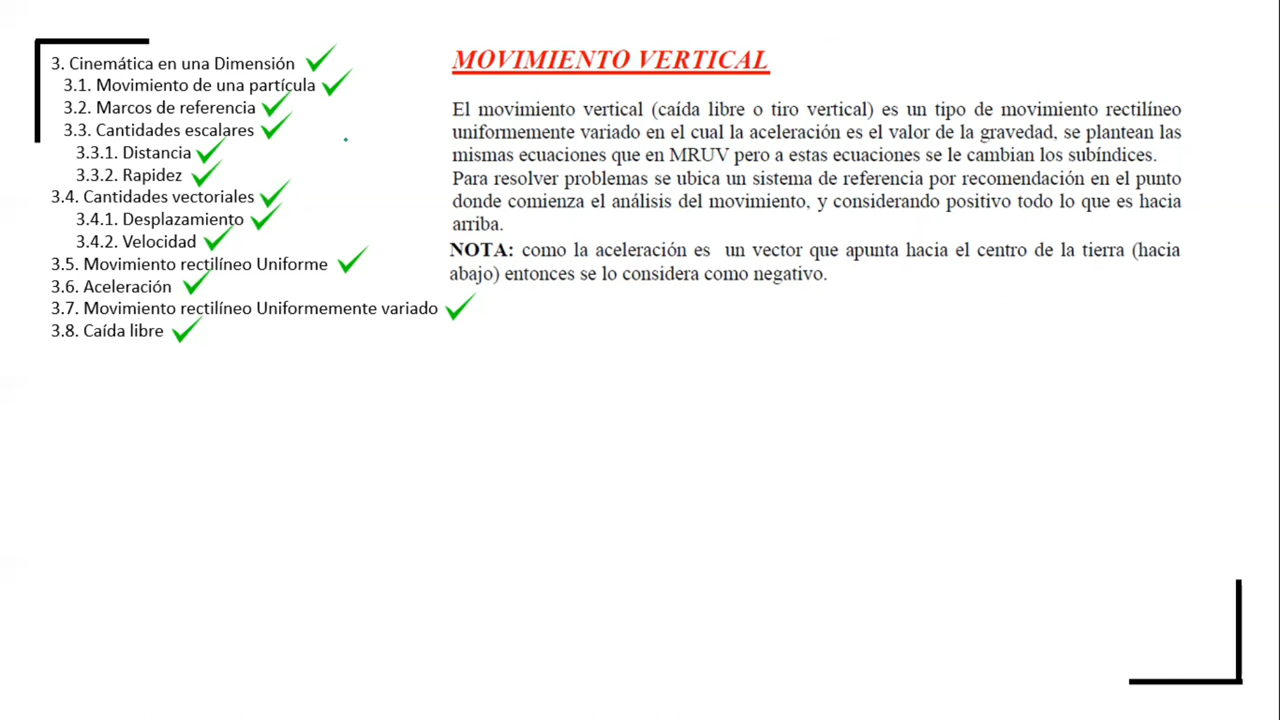 3. Cinemática en una Dimensión
3.1. Movimiento de una partícula
3.2. Marcos de referencia
3.3. Cantidades escalares
3.3.1. Distancia
3.3.2. Rapidez
3.4. Cantidades vectoriales
3.4.1. Desplazamiento
3.4.2. Velocidad
3.5. Movimiento rectilíneo Uniforme
3.6. Aceleración
3.7. Movimiento rectilíneo Uniformemente variado
3.8. Caída libre
MOVIMIENTO VERTICAL
El movimiento vertical (caída libre o tiro vertical) es un tipo de movimiento rectilíneo
uniformemente variado en el cual la aceleración es el valor de la gravedad, se plantean las
mismas ecuaciones que en MRUV pero a estas ecuaciones se le cambian los subíndices.
Para resolver problemas se ubica un sistema de referencia por recomendación en el punto
donde comienza el análisis del movimiento, y considerando positivo todo lo que es hacia
arriba.
NOTA: como la aceleración es un vector que apunta hacia el centro de la tierra (hacia
abajo) entonces se lo considera como negativo.